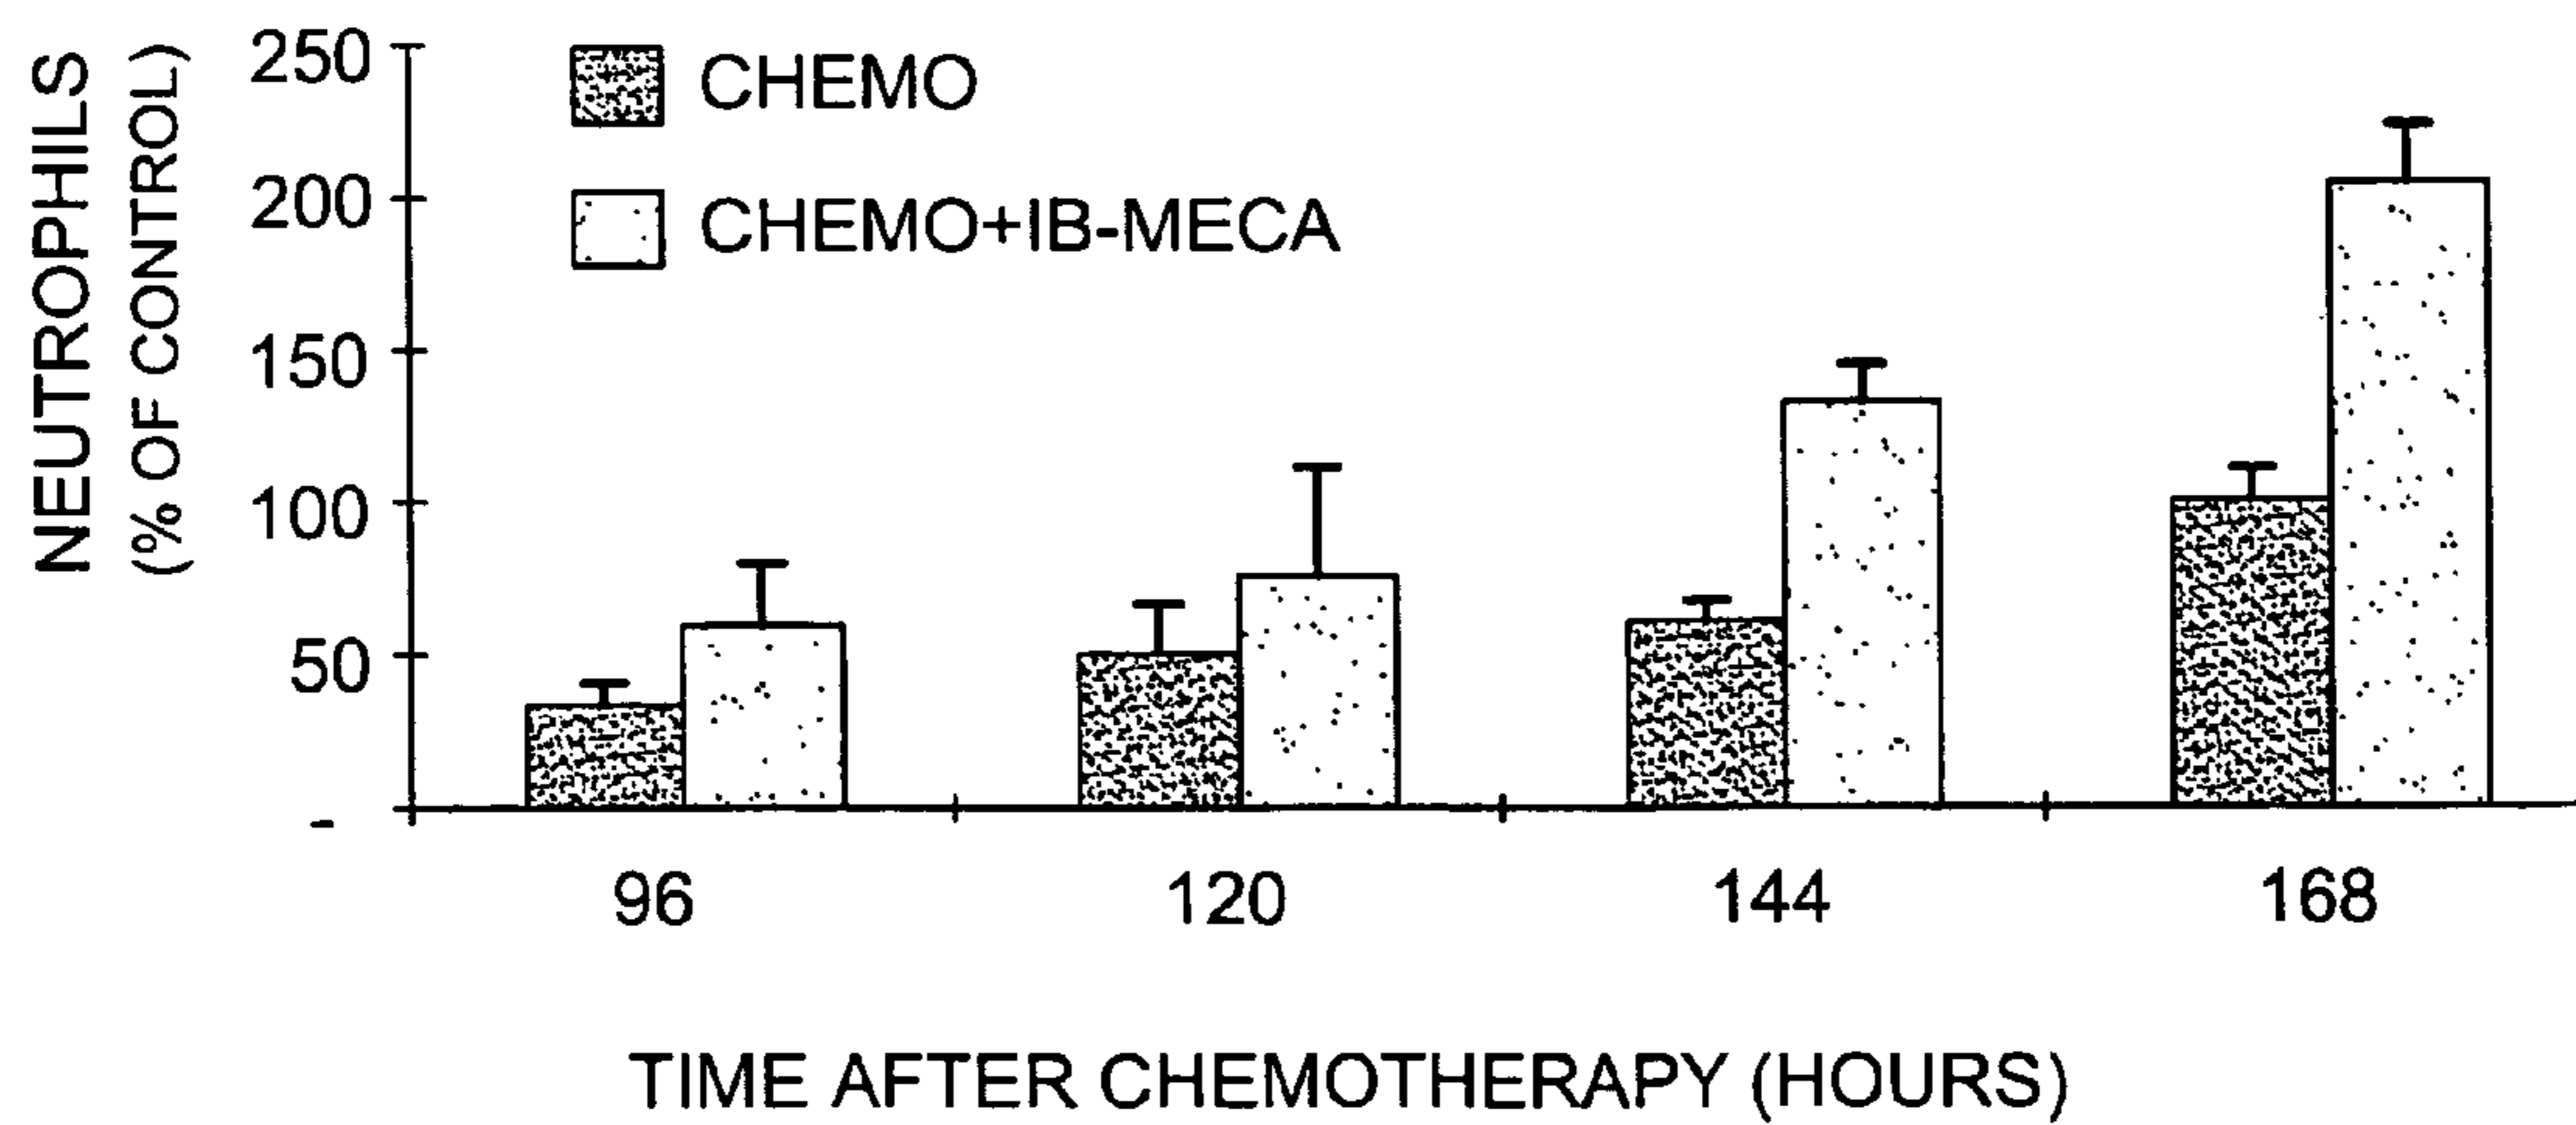 NEUTROPHILS
(% OF CONTROL)
250
200
150
100
50
-
CHEMO
CHEMO+IB-MECA
96 120 144 168
TIME AFTER CHEMOTHERAPY (HOURS)